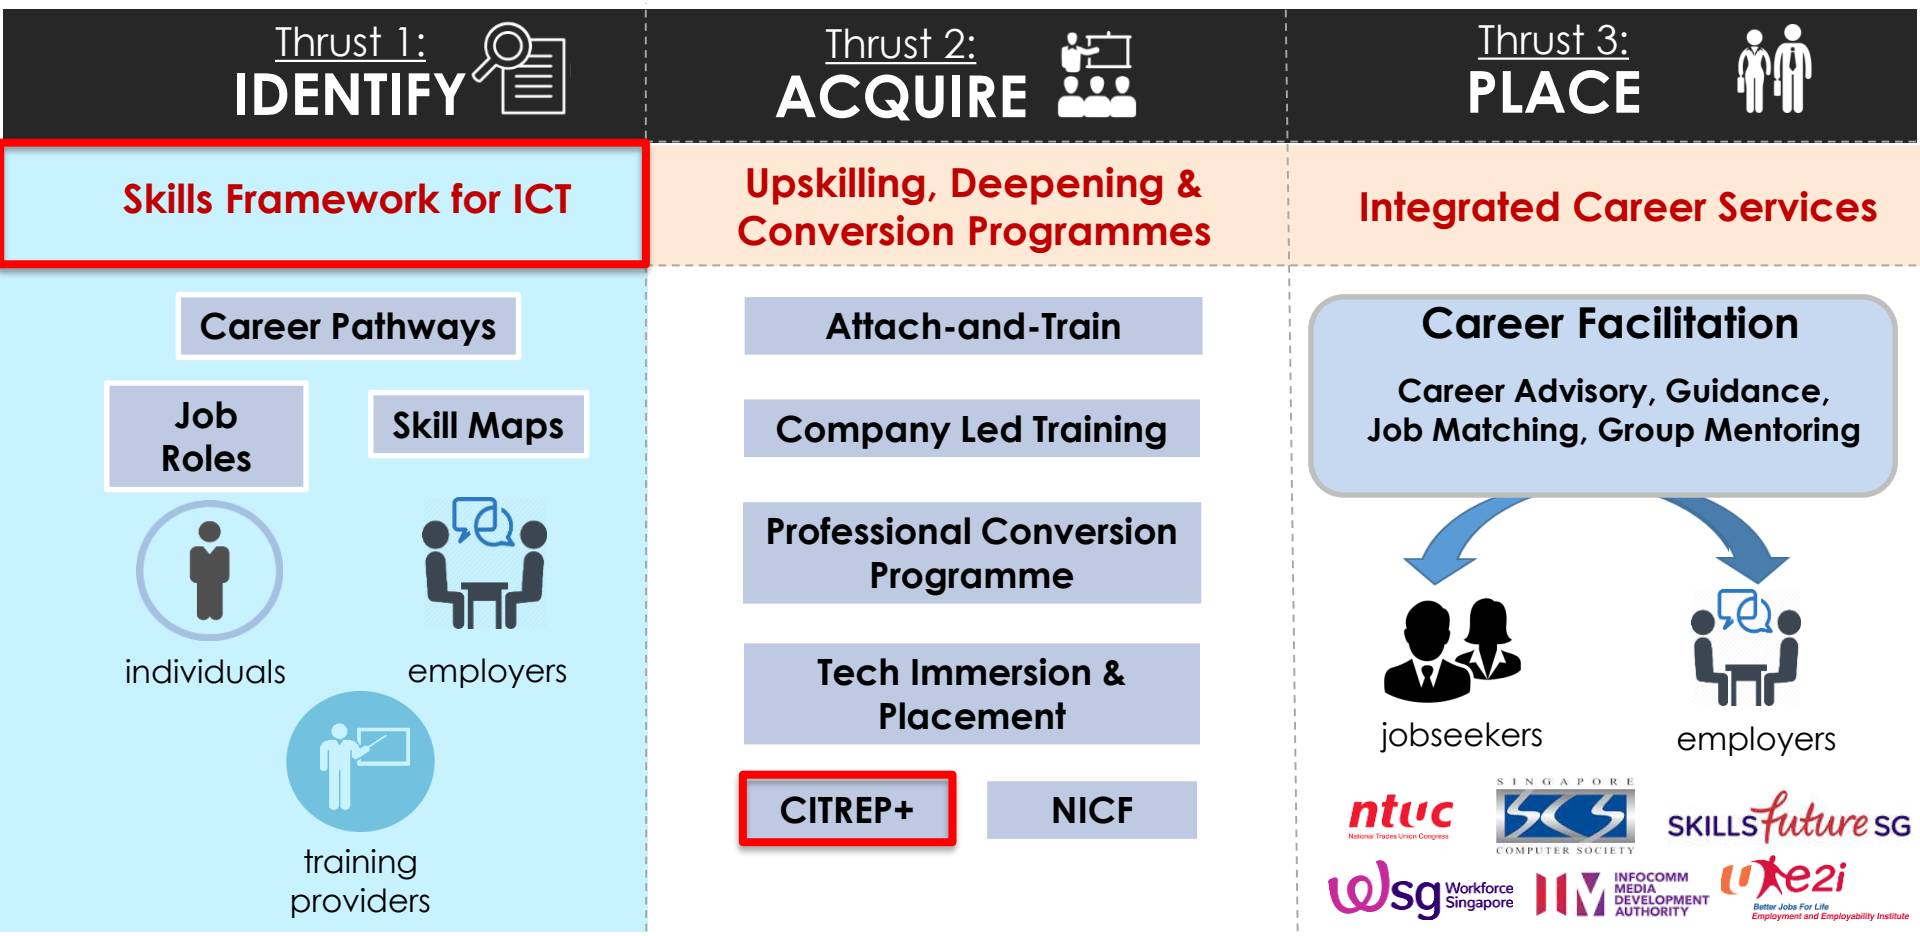 Thrust 1:
IDENTIFY
Skills Framework for ICT
Career Pathways
Job
Roles
Skill Maps
individuals
employers
training
providers
Thrust 2:
ACQUIRE
Upskilling, Deepening &
Conversion Programmes
Attach-and-Train
Company Led Training
Professional Conversion
Programme
Tech Immersion &
Placement
CITREP+
NICF
Thrust 3:
PLACE
Integrated Career Services
Career Facilitation
Career Advisory, Guidance,
Job Matching, Group Mentoring
jobseekers
employers
ntuc
National Trades Union Congress
SINGAPORE
SCS
COMPUTER SOCIETY
SKILLSfuture SG
wsg
Workforce
Singapore
IM
INFOCOMM
MEDIA
DEVELOPMENT
AUTHORITY
U e2i
Better Jobs For Life
Employment and Employability Institute